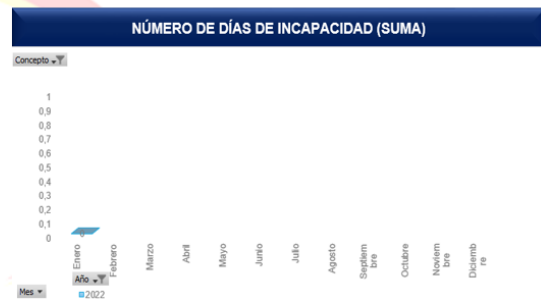 NÚMERO DE DÍAS DE INCAPACIDAD (SUMA)
Concepto
1
0,9
0,8
0,7
0,6
0,5
0,4
0,3
0,2
0,1
0
0
Enero
Febrero
Marzo
Abril
Mayo
Junio
Julio
Agosto
Septiem
bre
Octubre
Noviem
bre
Diciemb
re
Año
Mes
2022